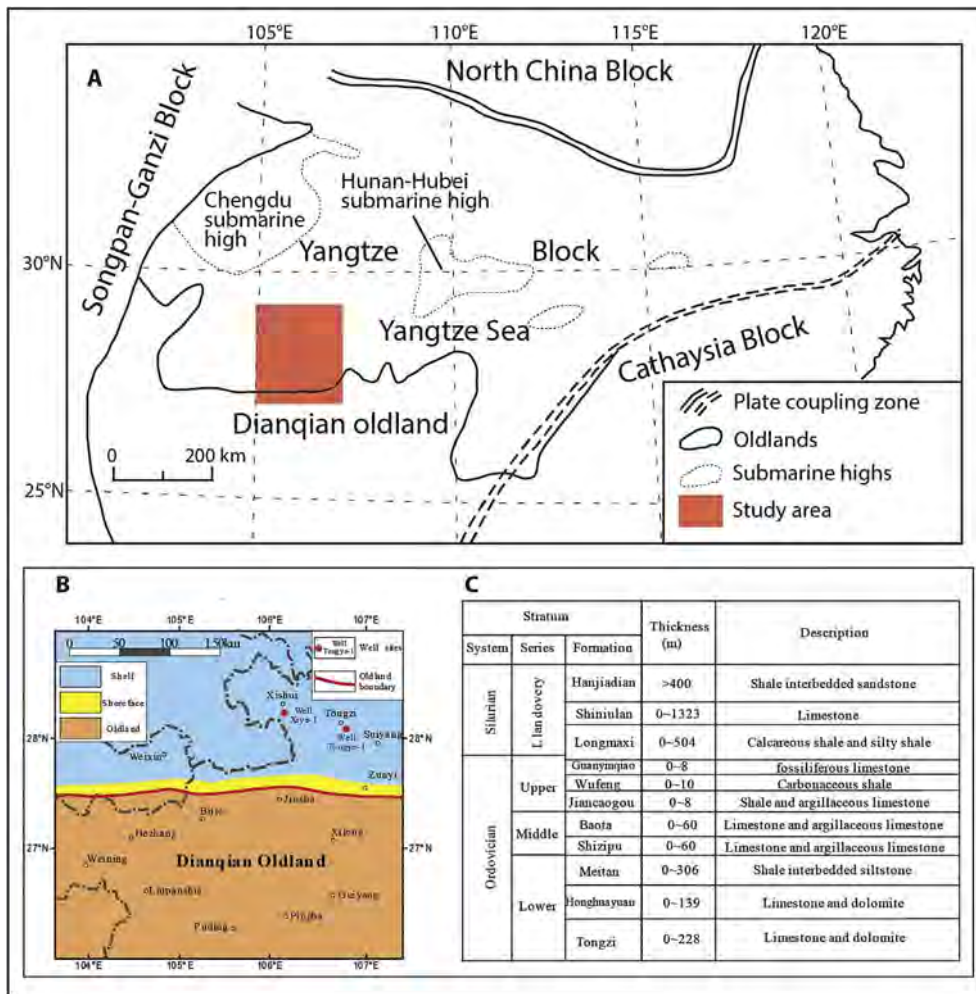 105°E 110°E 115°E 120°E
A
North China Block
Songpan-Ganzi Block
Chengdu
submarine
high
Hunan-Hubei
submarine high
Yangtze Block
30°N
Yangtze Sea
Cathaysia Block
Dianqian oldland
0 200 km
25°N
Plate coupling zone
Oldlands
Submarine highs
Study area
B
104°E 105°E 106°E 107°E
0 50 100 150km
Well
Well sites
Oldland
boundary
Shelf
Shoreface
Oldland
Xishui
Well
Tongzi
Well
Suiyang
28°N 28°N
Weixin
Zunyi
Jinsha
Bijie
Hezhang
Xifeng
27°N 27°N
Weining
Dianqian Oldland
Liupanshui
Guiyang
Puding
Pingba
104°E 105°E 106°E 107°E
C
Stratum
Thickness
(m)
Description
System Series Formation
Silurian
Llandovery
Hanjiadian >400 Shale interbedded sandstone
Shiniulan 0~1323 Limestone
Longmaxi 0~504 Calcareous shale and silty shale
Ordovician
Upper
Guanyinqiao 0~8 fossiliferous limestone
Wufeng 0~10 Carbonaceous shale
Jiancaogou 0~8 Shale and argillaceous limestone
Middle
Baota 0~60 Limestone and argillaceous limestone
Shizipu 0~60 Limestone and argillaceous limestone
Lower
Meitan 0~306 Shale interbedded siltstone
Honghuayuan 0~139 Limestone and dolomite
Tongzi 0~228 Limestone and dolomite